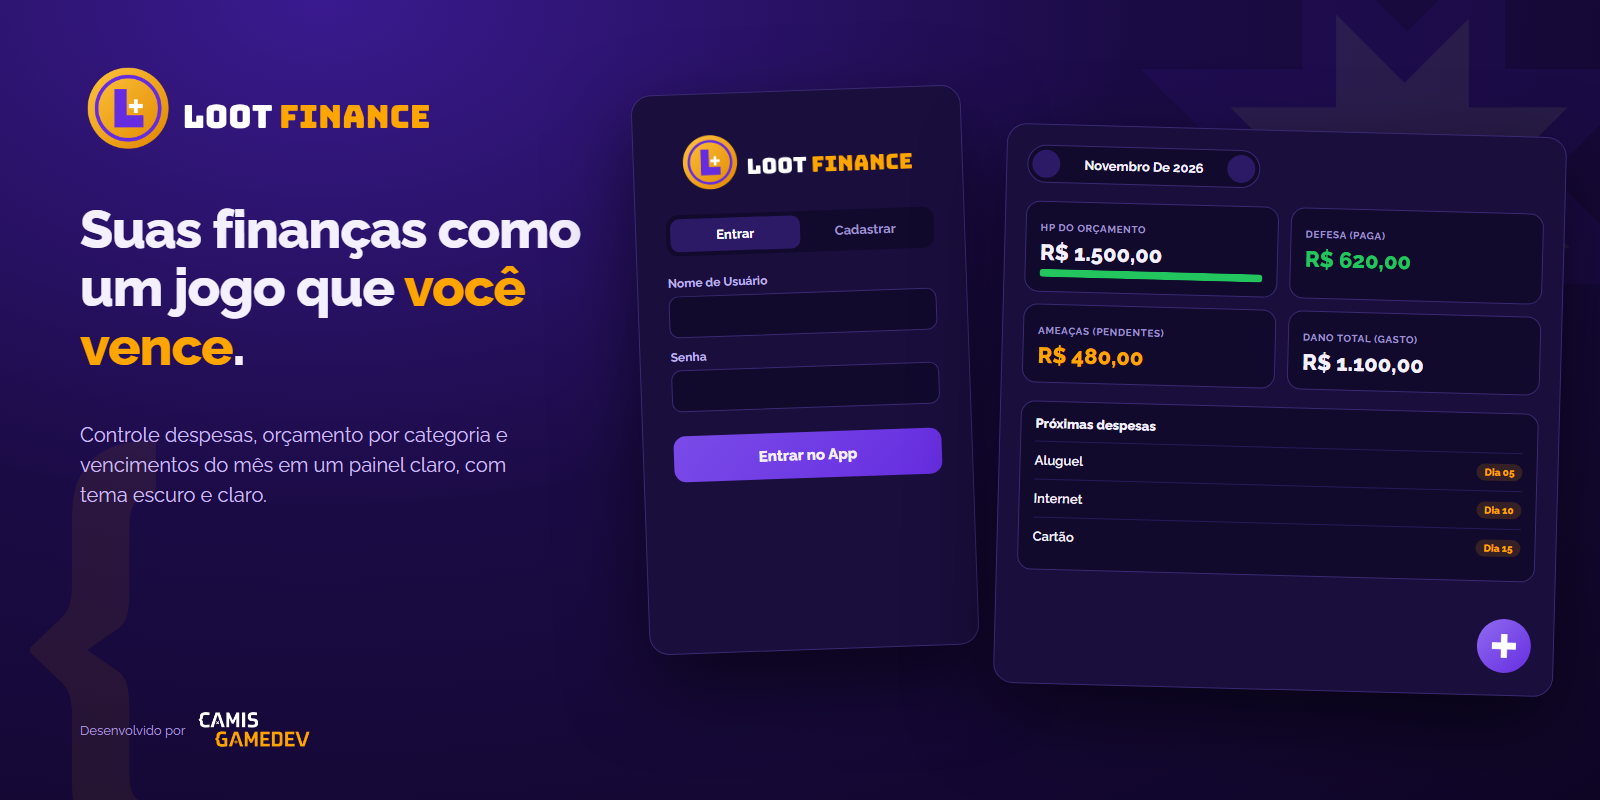 L+
LOOT FINANCE
Suas finanças como
um jogo que você
vence.
Controle despesas, orçamento por categoria e
vencimentos do mês em um painel claro, com
tema escuro e claro.
Desenvolvido por
CAMIS
GAMEDEV
L+
LOOT FINANCE
Entrar
Cadastrar
Nome de Usuário
Senha
Entrar no App
Novembro De 2026
HP DO ORÇAMENTO
R$ 1.500,00
DEFESA (PAGA)
R$ 620,00
AMEAÇAS (PENDENTES)
R$ 480,00
DANO TOTAL (GASTO)
R$ 1.100,00
Próximas despesas
Aluguel
Dia 05
Internet
Dia 10
Cartão
Dia 15